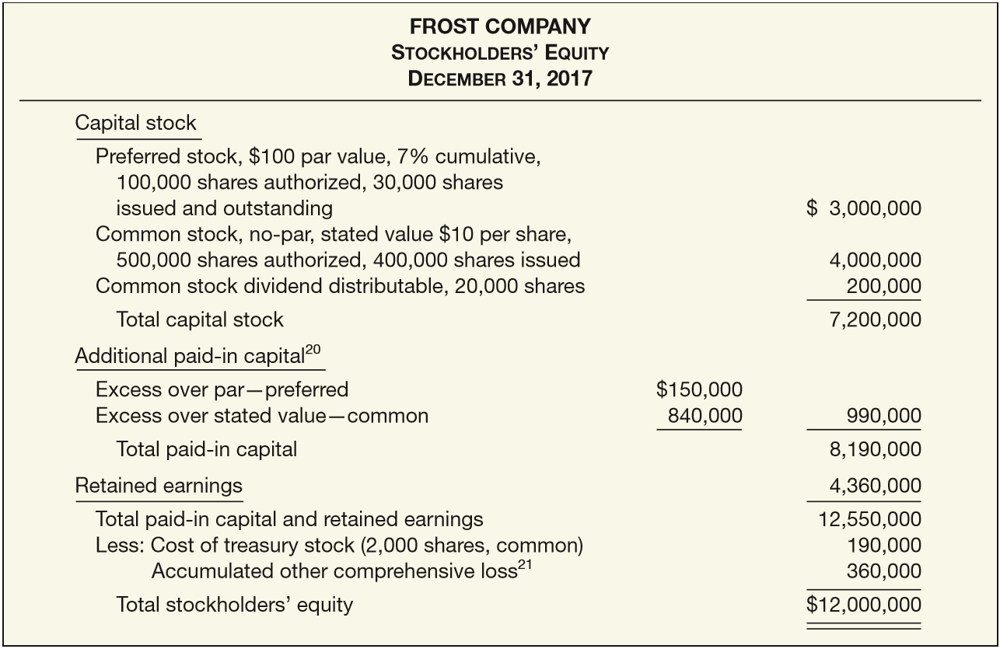 FROST COMPANY
STOCKHOLDERS' EQUITY
DECEMBER 31, 2017
Capital stock
Preferred stock, $100 par value, 7% cumulative,
100,000 shares authorized, 30,000 shares
issued and outstanding $ 3,000,000
Common stock, no-par, stated value $10 per share,
500,000 shares authorized, 400,000 shares issued 4,000,000
Common stock dividend distributable, 20,000 shares 200,000
Total capital stock 7,200,000
Additional paid-in capital20
Excess over par—preferred $150,000
Excess over stated value—common 840,000 990,000
Total paid-in capital 8,190,000
Retained earnings 4,360,000
Total paid-in capital and retained earnings 12,550,000
Less: Cost of treasury stock (2,000 shares, common) 190,000
Accumulated other comprehensive loss21 360,000
Total stockholders' equity $12,000,000